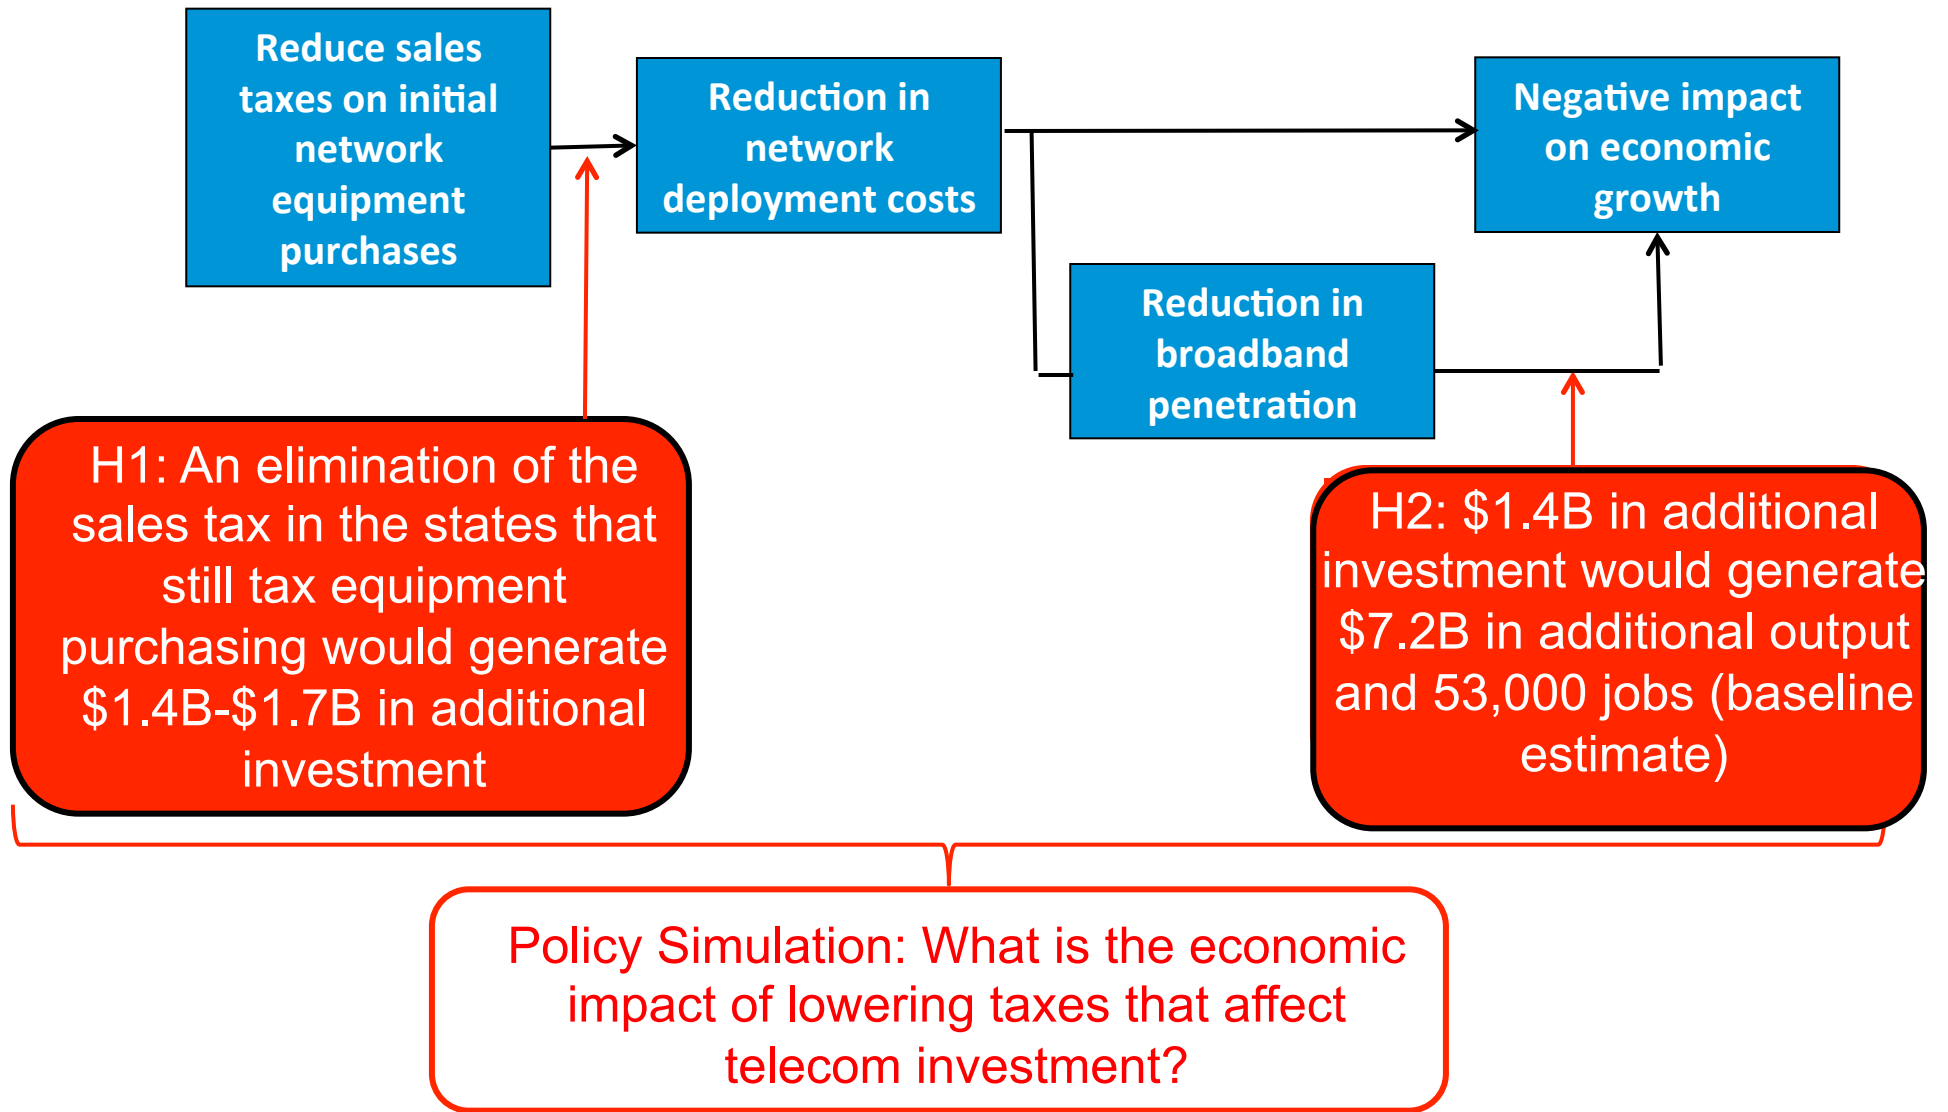 Reduce sales
taxes on initial
network
equipment
purchases
Reduction in
network
deployment costs
Negative impact
on economic
growth
Reduction in
broadband
penetration
H1: An elimination of the
sales tax in the states that
still tax equipment
purchasing would generate
$1.4B-$1.7B in additional
investment
H2: $1.4B in additional
investment would generate
$7.2B in additional output
and 53,000 jobs (baseline
estimate)
Policy Simulation: What is the economic
impact of lowering taxes that affect
telecom investment?